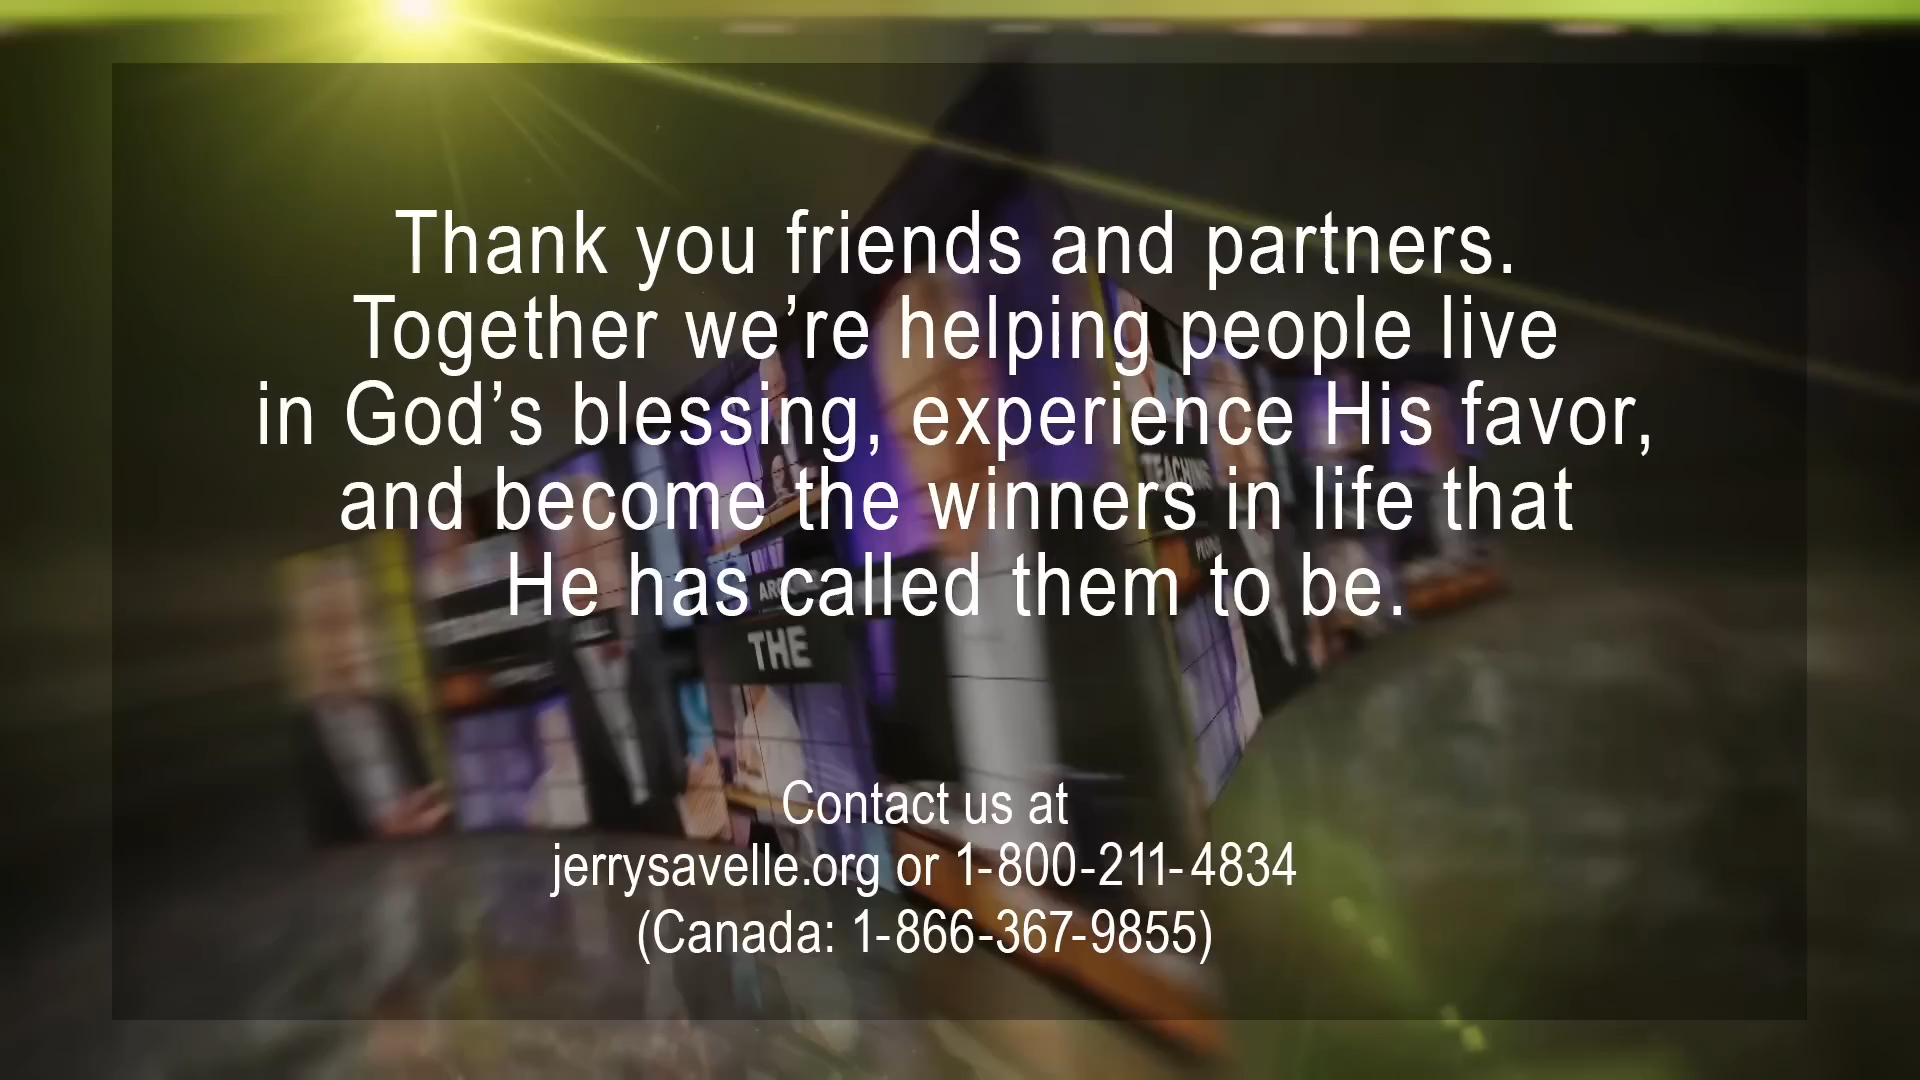 Thank you friends and partners.
Together we're helping people live
in God's blessing, experience His favor,
and become the winners in life that
He has called them to be.
TEACHING
THE
Contact us at
jerrysavelle.org or 1-800-211-4834
(Canada: 1-866-367-9855)